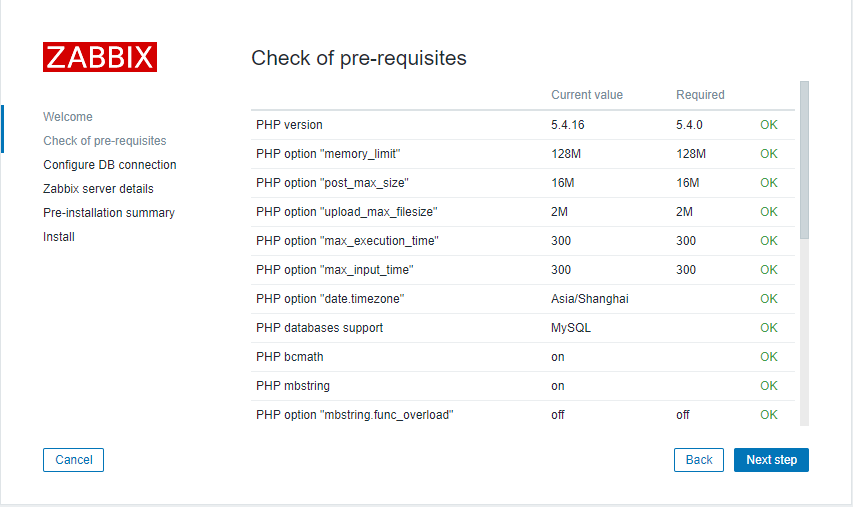 ZABBIX
Welcome
Check of pre-requisites
Configure DB connection
Zabbix server details
Pre-installation summary
Install
Check of pre-requisites
Current value Required
PHP version 5.4.16 5.4.0 OK
PHP option "memory_limit" 128M 128M OK
PHP option "post_max_size" 16M 16M OK
PHP option "upload_max_filesize" 2M 2M OK
PHP option "max_execution_time" 300 300 OK
PHP option "max_input_time" 300 300 OK
PHP option "date.timezone" Asia/Shanghai OK
PHP databases support MySQL OK
PHP bcmath on OK
PHP mbstring on OK
PHP option "mbstring.func_overload" off off OK
Cancel Back Next step